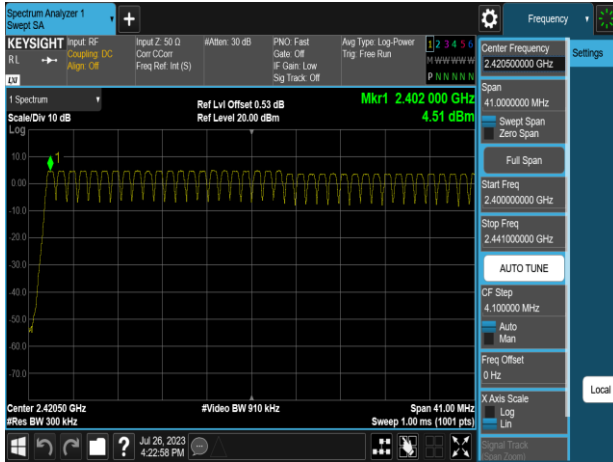 Spectrum Analyzer 1
Swept SA
Frequency
KEYSIGHT
Input: RF
Coupling: DC
Align: Off
Input Z: 50 Ω
Corr CCorr
Freq Ref: Int (S)
#Atten: 30 dB
PNO: Fast
Gate: Off
IF Gain: Low
Sig Track: Off
Avg Type: Log-Power
Trig: Free Run
1 2 3 4 5 6
M W W W W W
P N N N N N
R L
LXI
1 Spectrum
Scale/Div 10 dB
Log
Ref Lvl Offset 0.53 dB
Ref Level 20.00 dBm
Mkr1 2.402 000 GHz
4.51 dBm
1
10.0
0.00
-10.0
-20.0
-30.0
-40.0
-50.0
-60.0
-70.0
Center 2.42050 GHz
#Res BW 300 kHz
#Video BW 910 kHz
Span 41.00 MHz
Sweep 1.00 ms (1001 pts)
Jul 26, 2023
4:22:58 PM
?
Center Frequency
2.420500000 GHz
Span
41.0000000 MHz
Swept Span
Zero Span
Full Span
Start Freq
2.400000000 GHz
Stop Freq
2.441000000 GHz
AUTO TUNE
CF Step
4.100000 MHz
Auto
Man
Freq Offset
0 Hz
X Axis Scale
Log
Lin
Signal Track
(Span Zoom)
Settings
Local